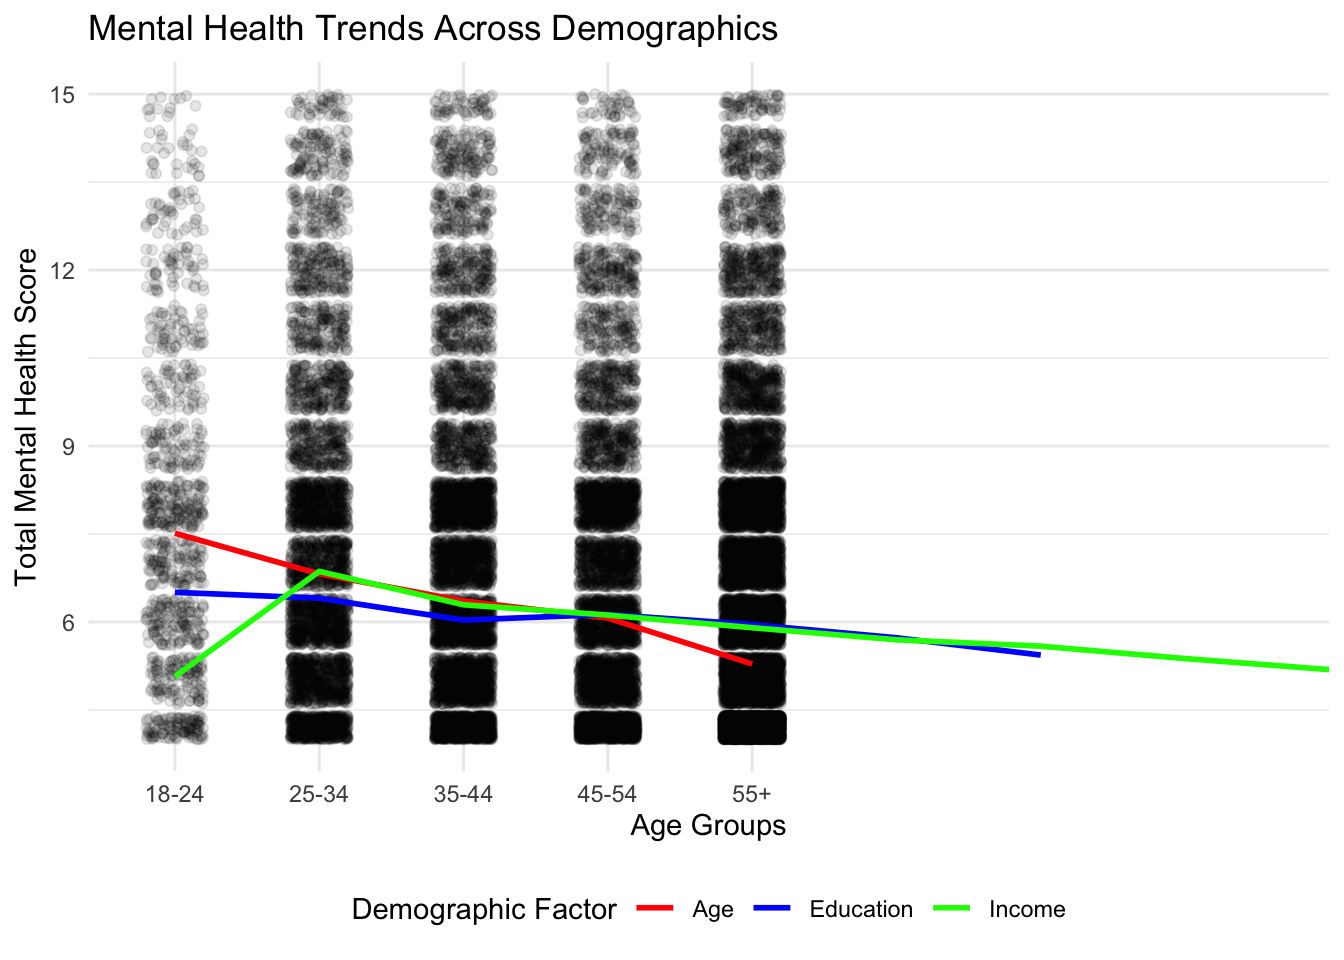 Mental Health Trends Across Demographics
15
12
9
6
Total Mental Health Score
18-24 25-34 35-44 45-54 55+
Age Groups
Demographic Factor Age Education Income